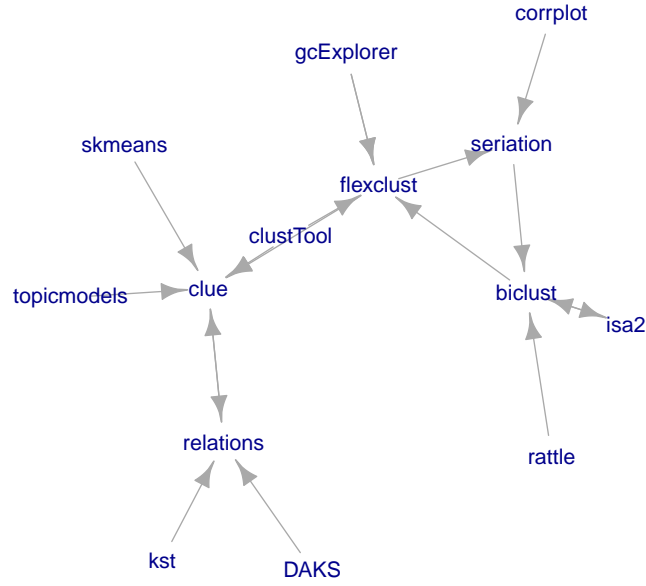 corrplot
gcExplorer
skmeans
seriation
flexclust
clustTool
topicmodels
clue
biclust
isa2
relations
rattle
kst
DAKS